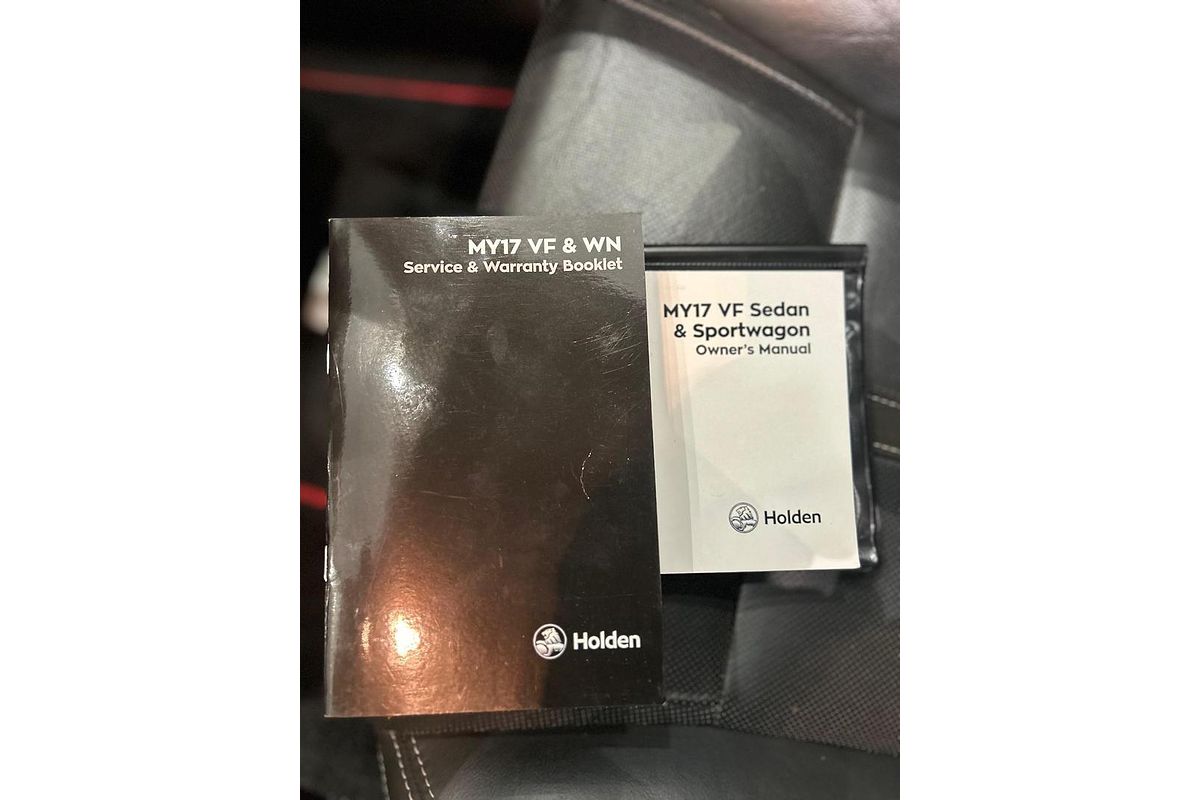 MY17 VF & WN
Service & Warranty Booklet
Holden
MY17 VF Sedan
& Sportwagon
Owner's Manual
Holden